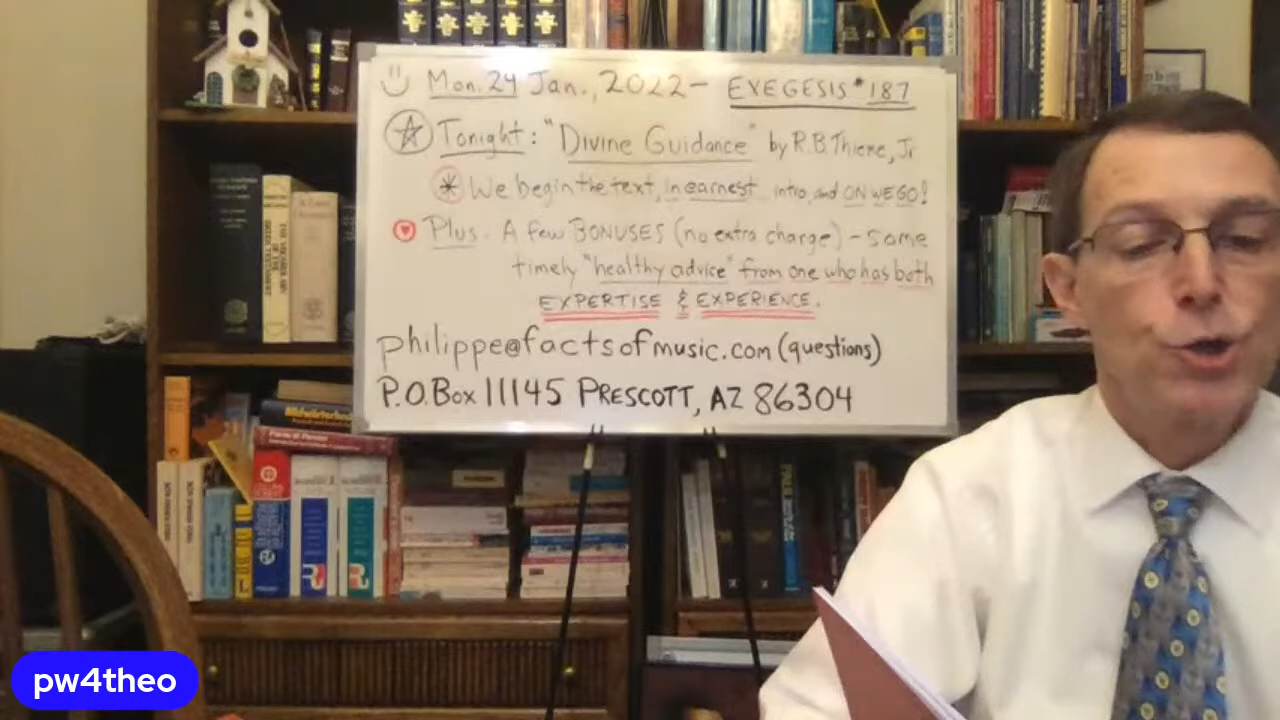 Mon. 24 Jan., 2022 - EXEGESIS #187
Tonight: "Divine Guidance" by R.B. Thieme, Jr
We begin the text, in earnest intro, and ON WE GO!
Plus - A few BONUSES (no extra charge) - some
timely "healthy advice" from one who has both
EXPERTISE & EXPERIENCE.
philippe@factsofmusic.com (questions)
P.O. Box 11145 PRESCOTT, AZ 86304
pw4theo